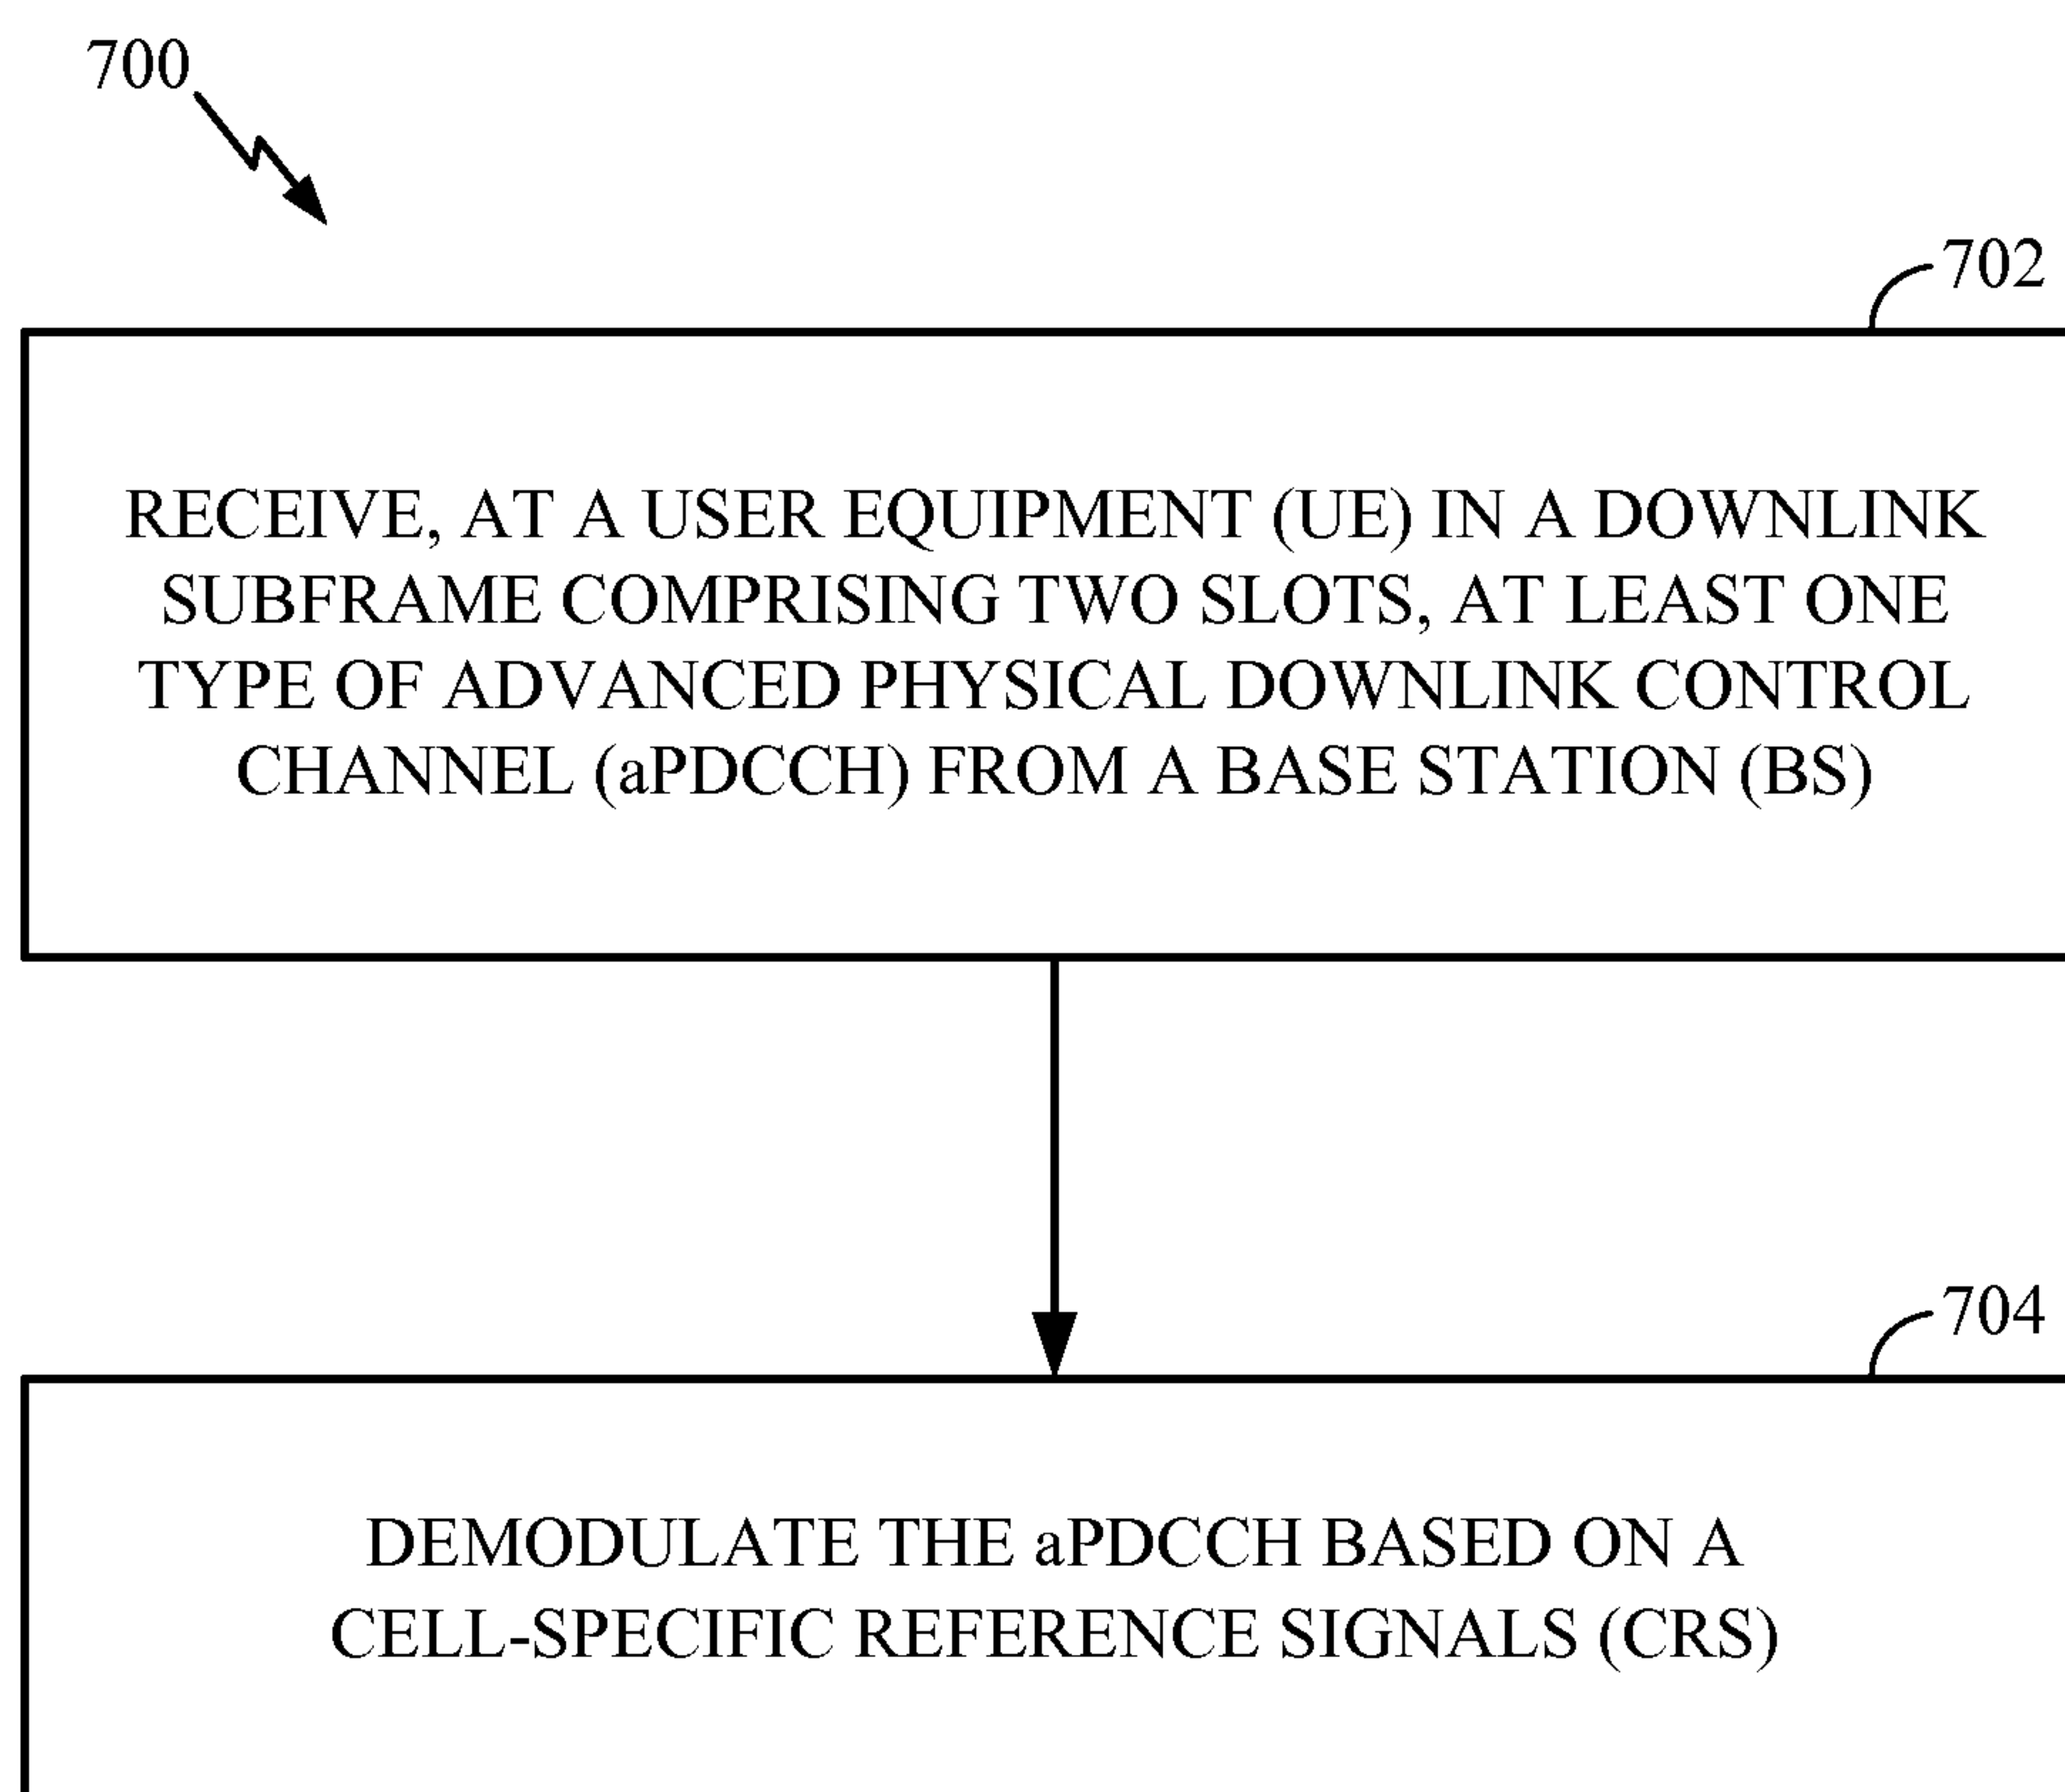 700
702
RECEIVE, AT A USER EQUIPMENT (UE) IN A DOWNLINK
SUBFRAME COMPRISING TWO SLOTS, AT LEAST ONE
TYPE OF ADVANCED PHYSICAL DOWNLINK CONTROL
CHANNEL (aPDCCH) FROM A BASE STATION (BS)
704
DEMODULATE THE aPDCCH BASED ON A
CELL-SPECIFIC REFERENCE SIGNALS (CRS)